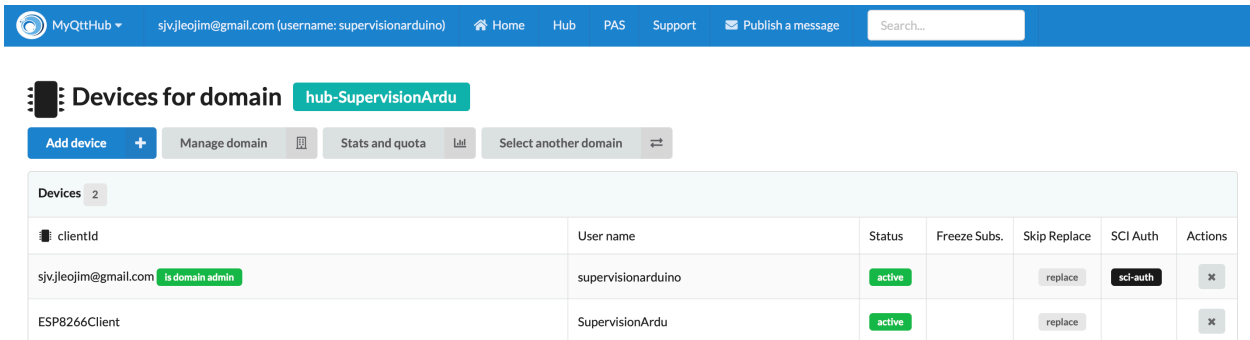 MyQttHub sjv.jleojim@gmail.com (username: supervisionarduino) Home Hub PAS Support Publish a message Search...
Devices for domain hub-SupervisionArdu
Add device Manage domain Stats and quota Select another domain
Devices 2
clientId User name Status Freeze Subs. Skip Replace SCI Auth Actions
sjv.jleojim@gmail.com is domain admin supervisionarduino active replace sci-auth
ESP8266Client SupervisionArdu active replace